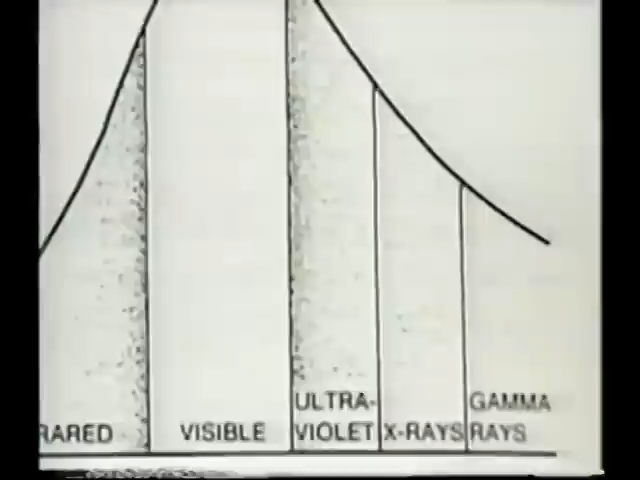 RARED
VISIBLE
ULTRA-
VIOLET
X-RAYS
GAMMA
RAYS